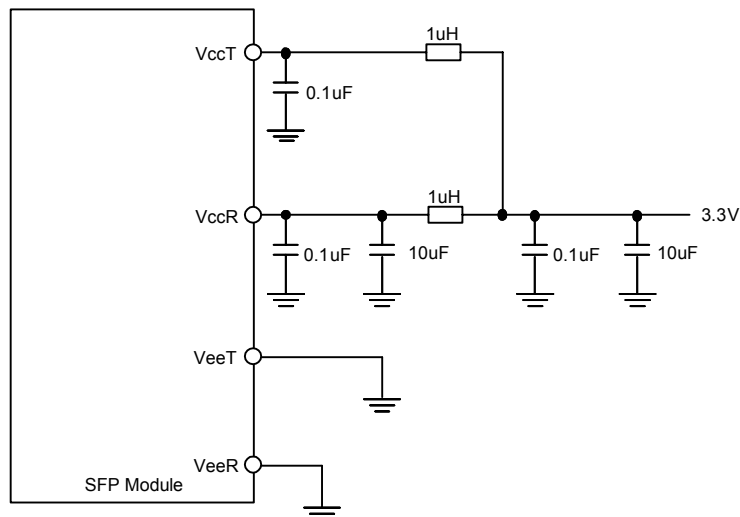 1uH
VccT
0.1uF
1uH
VccR
3.3V
0.1uF
10uF
0.1uF
10uF
VeeT
VeeR
SFP Module